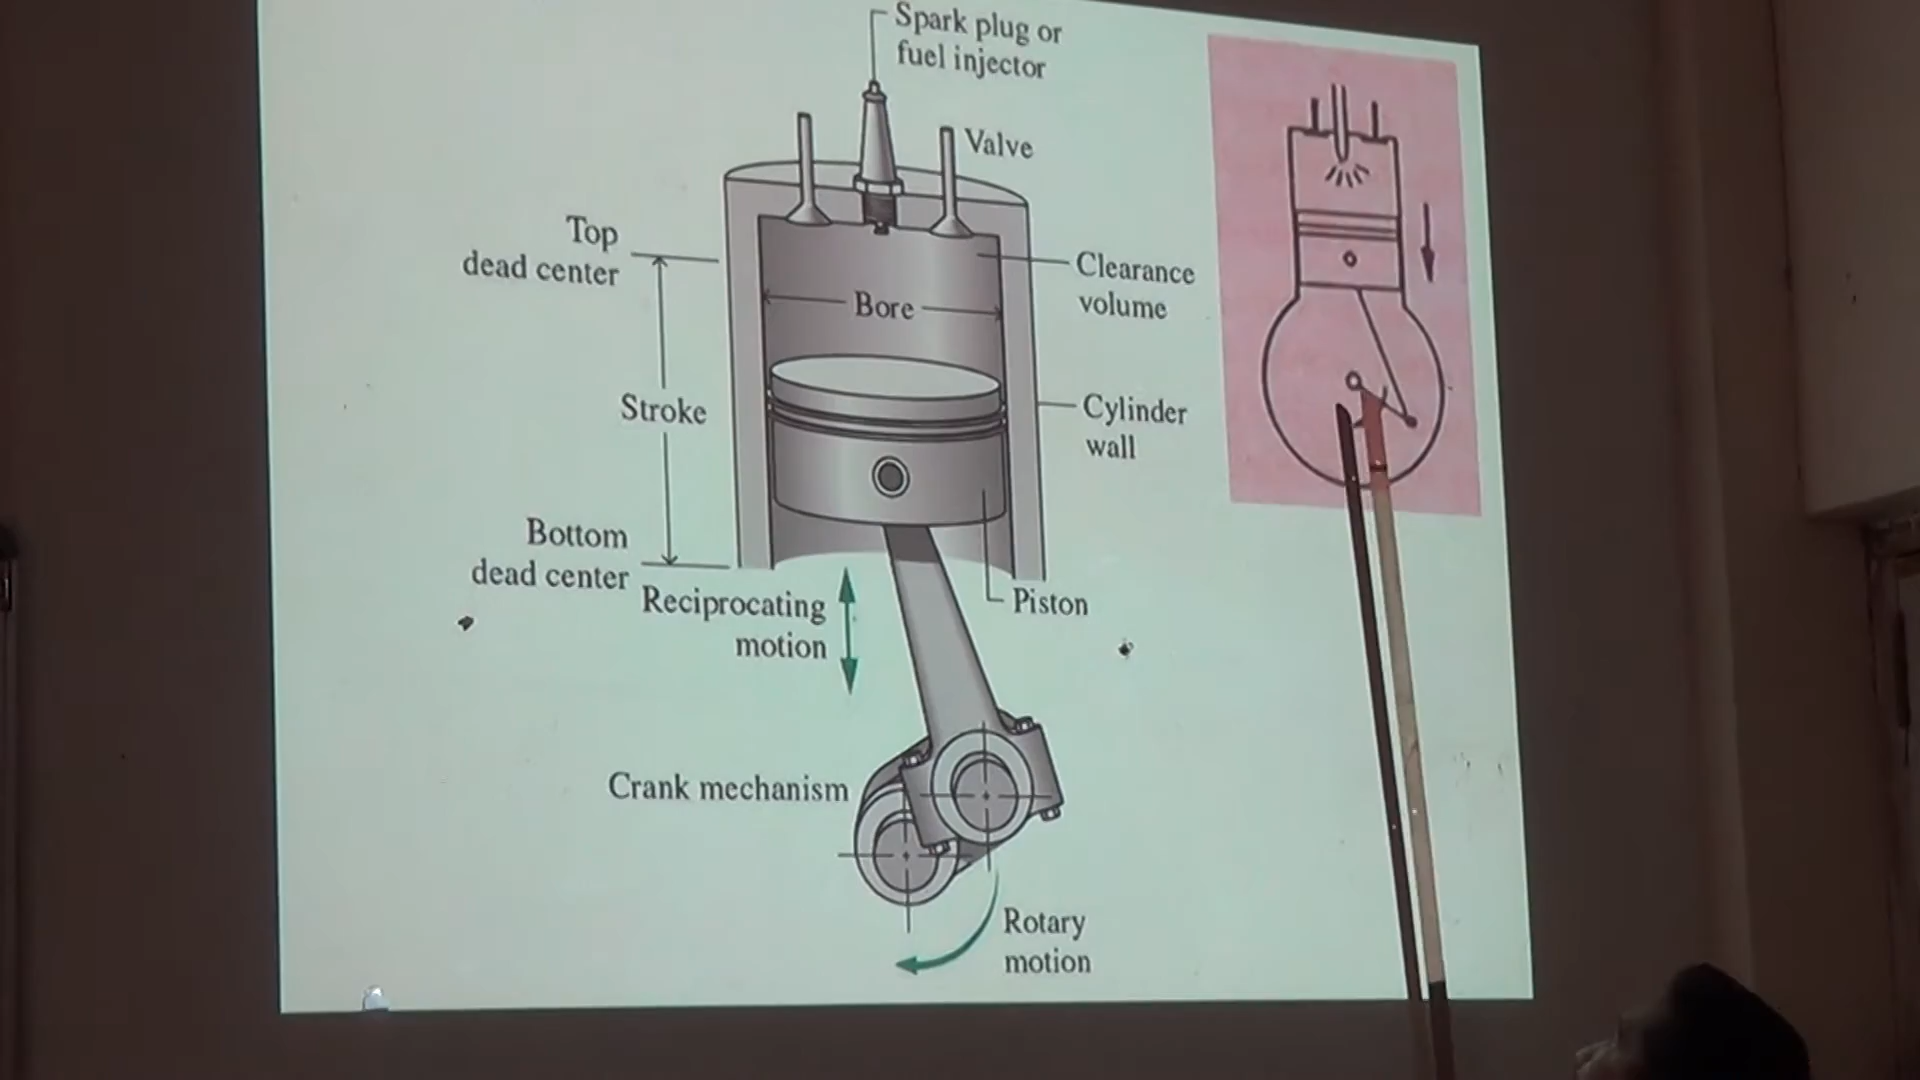 Spark plug or
fuel injector
Valve
Top
dead center
Clearance
volume
Bore
Stroke
Cylinder
wall
Bottom
dead center
Reciprocating
motion
Piston
Crank mechanism
Rotary
motion